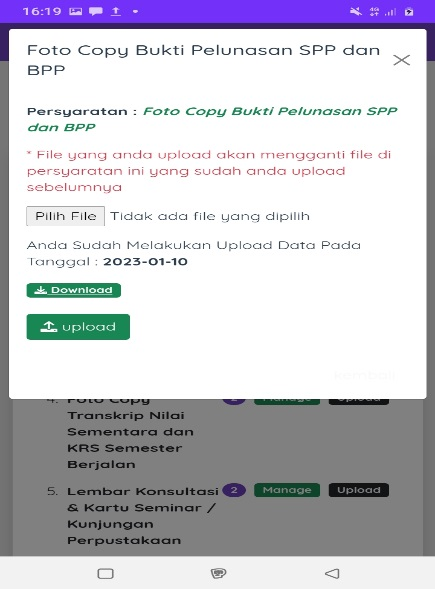 16:19
4G
Foto Copy Bukti Pelunasan SPP dan
BPP
Persyaratan : Foto Copy Bukti Pelunasan SPP
dan BPP
* File yang anda upload akan mengganti file di
persyaratan ini yang sudah anda upload
sebelumnya
Pilih File Tidak ada file yang dipilih
Anda Sudah Melakukan Upload Data Pada
Tanggal : 2023-01-10
Download
upload
4. Foto Copy 2 Manage Upload
Transkrip Nilai
Sementara dan
KRS Semester
Berjalan
5. Lembar Konsultasi 2 Manage Upload
& Kartu Seminar /
Kunjungan
Perpustakaan